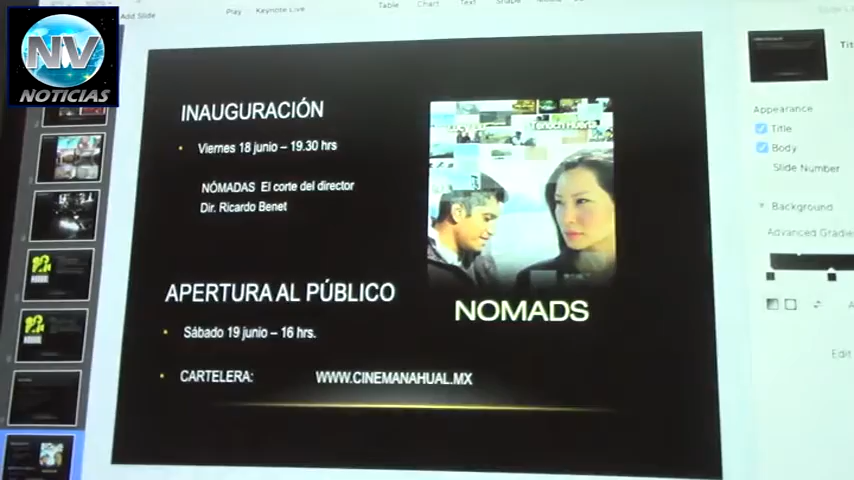 Add Slide
Play
Keynote Live
Table
Chart
Text
Shape
NV
NOTICIAS
INAUGURACIÓN
• Viernes 18 junio – 19.30 hrs
NÓMADAS El corte del director
Dir. Ricardo Benet
APERTURA AL PÚBLICO
• Sábado 19 junio – 16 hrs.
• CARTELERA: WWW.CINEMANAHUAL.MX
Tenoch Huerta
NOMADS
Appearance
Title
Body
Slide Number
Background
Edit